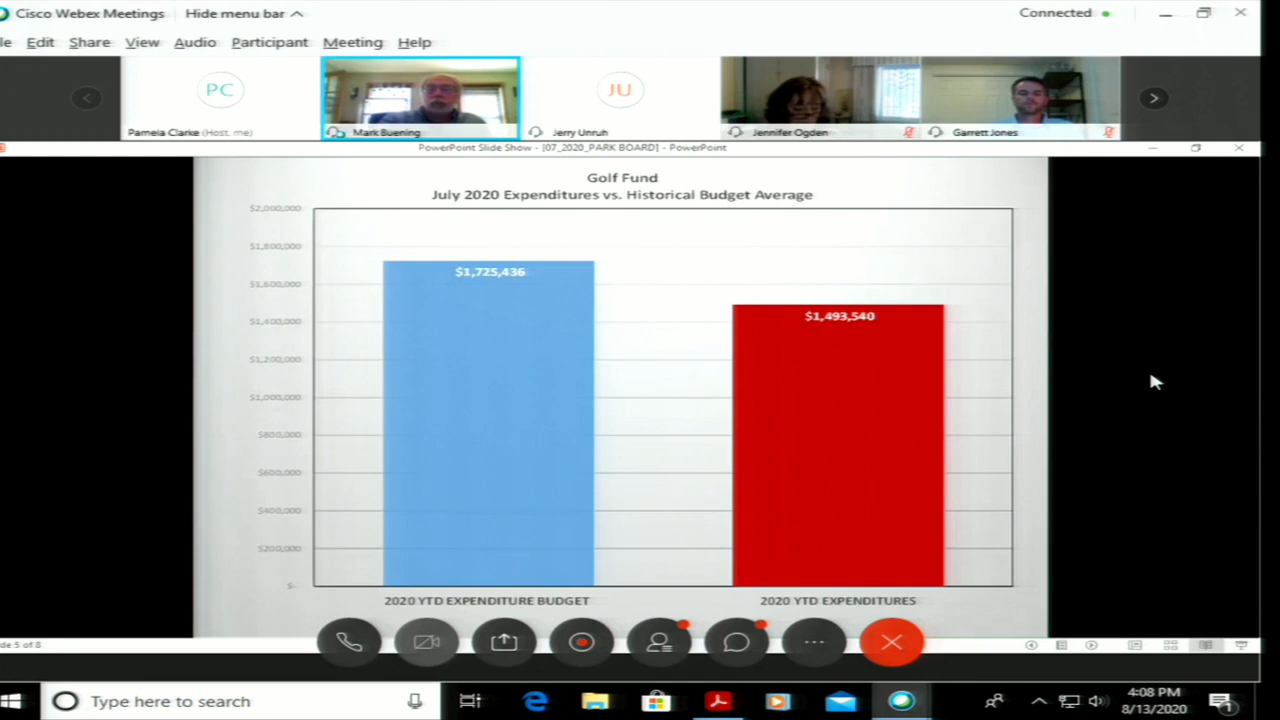 Cisco Webex Meetings Hide menu bar Connected
le Edit Share View Audio Participant Meeting Help
PC
JU
Pamela Clarke (Host, me) Mark Buening Jerry Unruh Jennifer Ogden Garrett Jones
PowerPoint Slide Show - [07_2020_PARK BOARD] - PowerPoint
Golf Fund
July 2020 Expenditures vs. Historical Budget Average
$2,000,000
$1,800,000
$1,600,000
$1,400,000
$1,200,000
$1,000,000
$800,000
$600,000
$400,000
$200,000
$-
$1,725,436
$1,493,540
2020 YTD EXPENDITURE BUDGET 2020 YTD EXPENDITURES
de 5 of 8
Type here to search
4:08 PM
8/13/2020
1